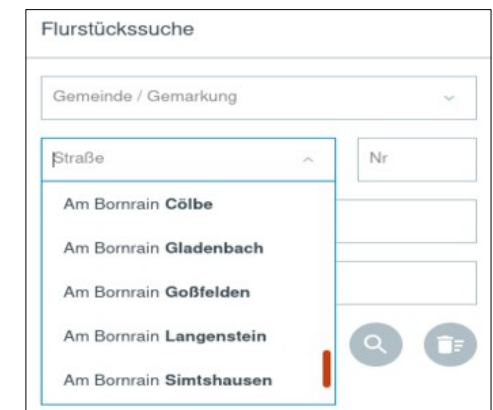 Flurstückssuche
Gemeinde / Gemarkung
Straße Nr
Am Bornrain Cölbe
Am Bornrain Gladenbach
Am Bornrain Goßfelden
Am Bornrain Langenstein
Am Bornrain Simtshausen